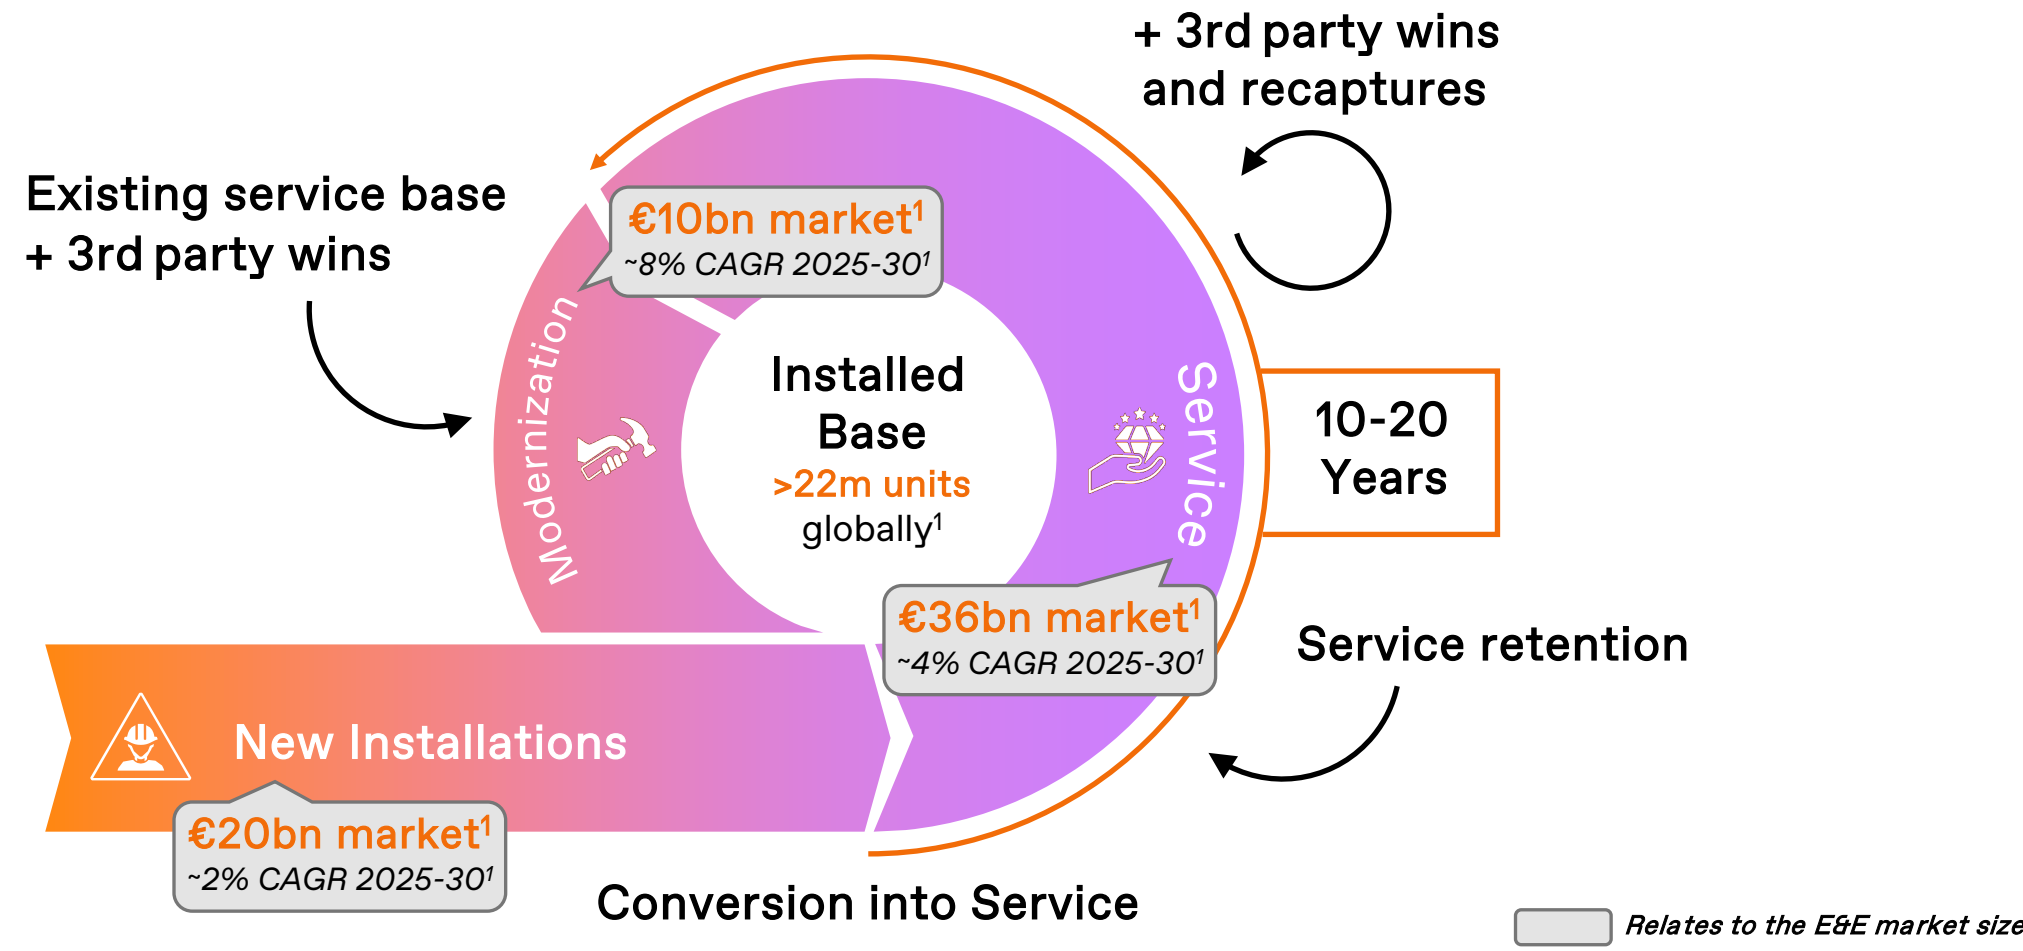 + 3rd party wins
and recaptures
Existing service base
+ 3rd party wins
€10bn market¹
~8% CAGR 2025-30¹
Modernization
Installed
Base
>22m units
globally¹
Service
10-20
Years
€36bn market¹
~4% CAGR 2025-30¹
Service retention
New Installations
€20bn market¹
~2% CAGR 2025-30¹
Conversion into Service
Relates to the E&E market size